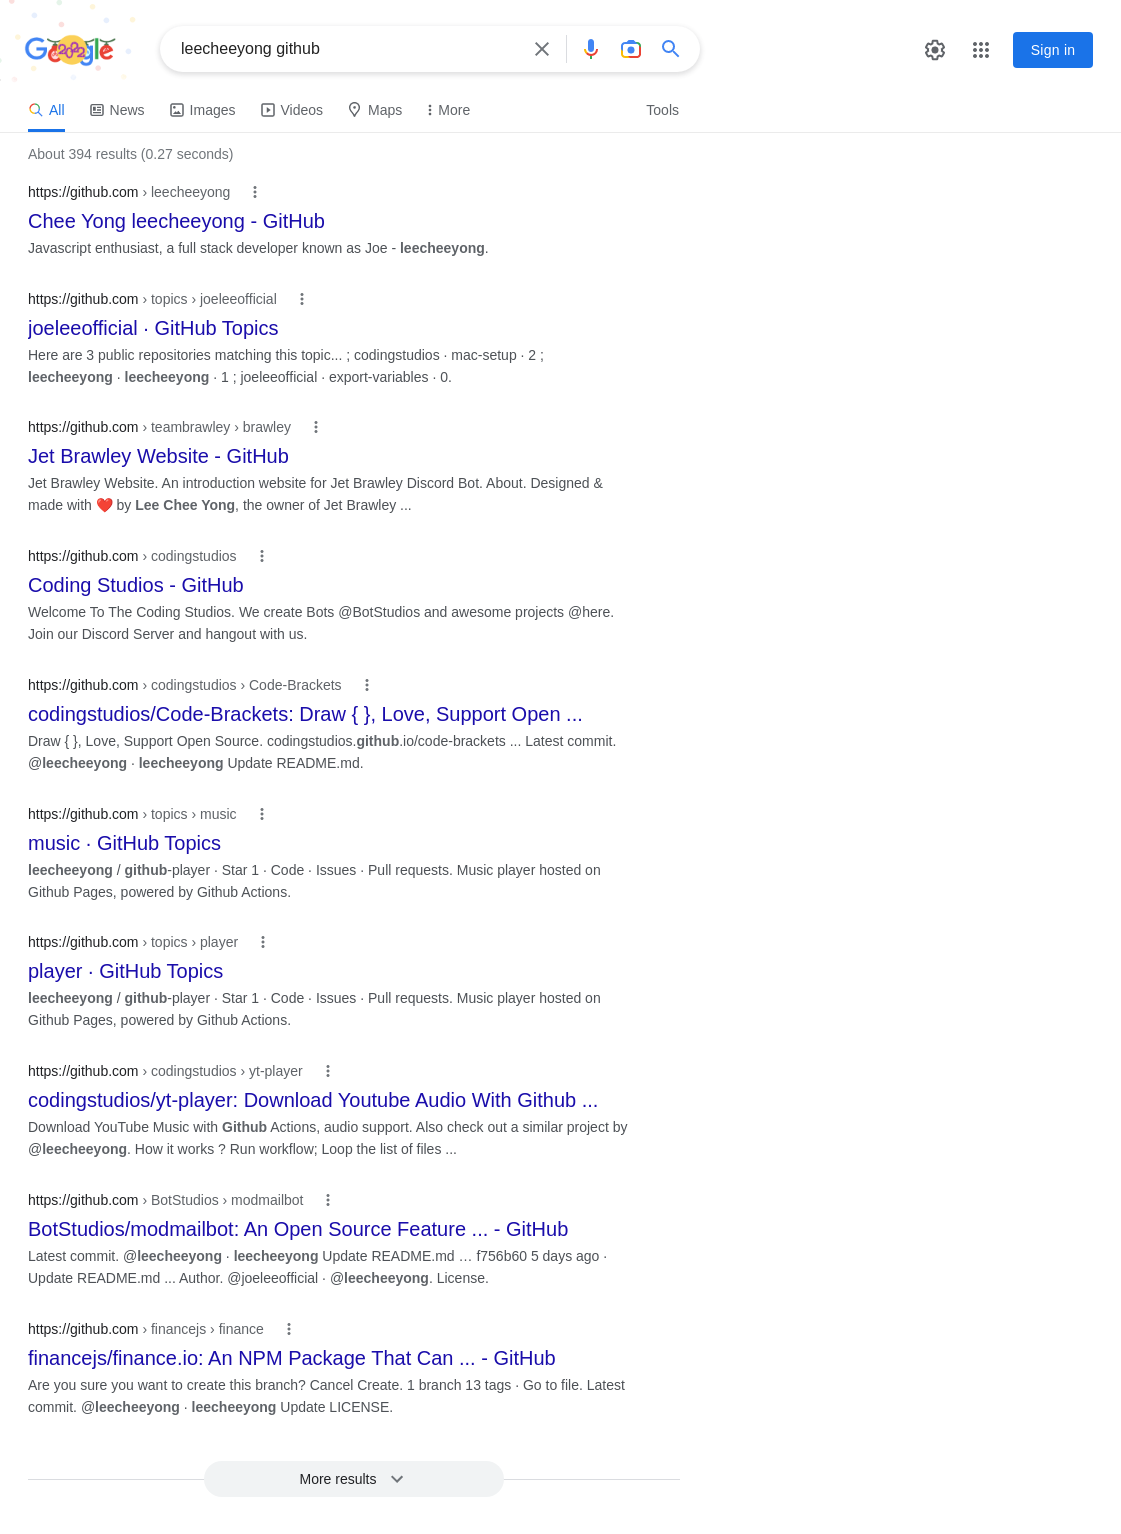 Google
leecheeyong github
Sign in
All
News
Images
Videos
Maps
More
Tools
About 394 results (0.27 seconds)
https://github.com › leecheeyong
Chee Yong leecheeyong - GitHub
Javascript enthusiast, a full stack developer known as Joe - leecheeyong.
https://github.com › topics › joeleeofficial
joeleeofficial · GitHub Topics
Here are 3 public repositories matching this topic... ; codingstudios · mac-setup · 2 ;
leecheeyong · leecheeyong · 1 ; joeleeofficial · export-variables · 0.
https://github.com › teambrawley › brawley
Jet Brawley Website - GitHub
Jet Brawley Website. An introduction website for Jet Brawley Discord Bot. About. Designed &
made with ❤️ by Lee Chee Yong, the owner of Jet Brawley ...
https://github.com › codingstudios
Coding Studios - GitHub
Welcome To The Coding Studios. We create Bots @BotStudios and awesome projects @here.
Join our Discord Server and hangout with us.
https://github.com › codingstudios › Code-Brackets
codingstudios/Code-Brackets: Draw { }, Love, Support Open ...
Draw { }, Love, Support Open Source. codingstudios.github.io/code-brackets ... Latest commit.
@leecheeyong · leecheeyong Update README.md.
https://github.com › topics › music
music · GitHub Topics
leecheeyong / github-player · Star 1 · Code · Issues · Pull requests. Music player hosted on
Github Pages, powered by Github Actions.
https://github.com › topics › player
player · GitHub Topics
leecheeyong / github-player · Star 1 · Code · Issues · Pull requests. Music player hosted on
Github Pages, powered by Github Actions.
https://github.com › codingstudios › yt-player
codingstudios/yt-player: Download Youtube Audio With Github ...
Download YouTube Music with Github Actions, audio support. Also check out a similar project by
@leecheeyong. How it works ? Run workflow; Loop the list of files ...
https://github.com › BotStudios › modmailbot
BotStudios/modmailbot: An Open Source Feature ... - GitHub
Latest commit. @leecheeyong · leecheeyong Update README.md … f756b60 5 days ago ·
Update README.md ... Author. @joeleeofficial · @leecheeyong. License.
https://github.com › financejs › finance
financejs/finance.io: An NPM Package That Can ... - GitHub
Are you sure you want to create this branch? Cancel Create. 1 branch 13 tags · Go to file. Latest
commit. @leecheeyong · leecheeyong Update LICENSE.
More results